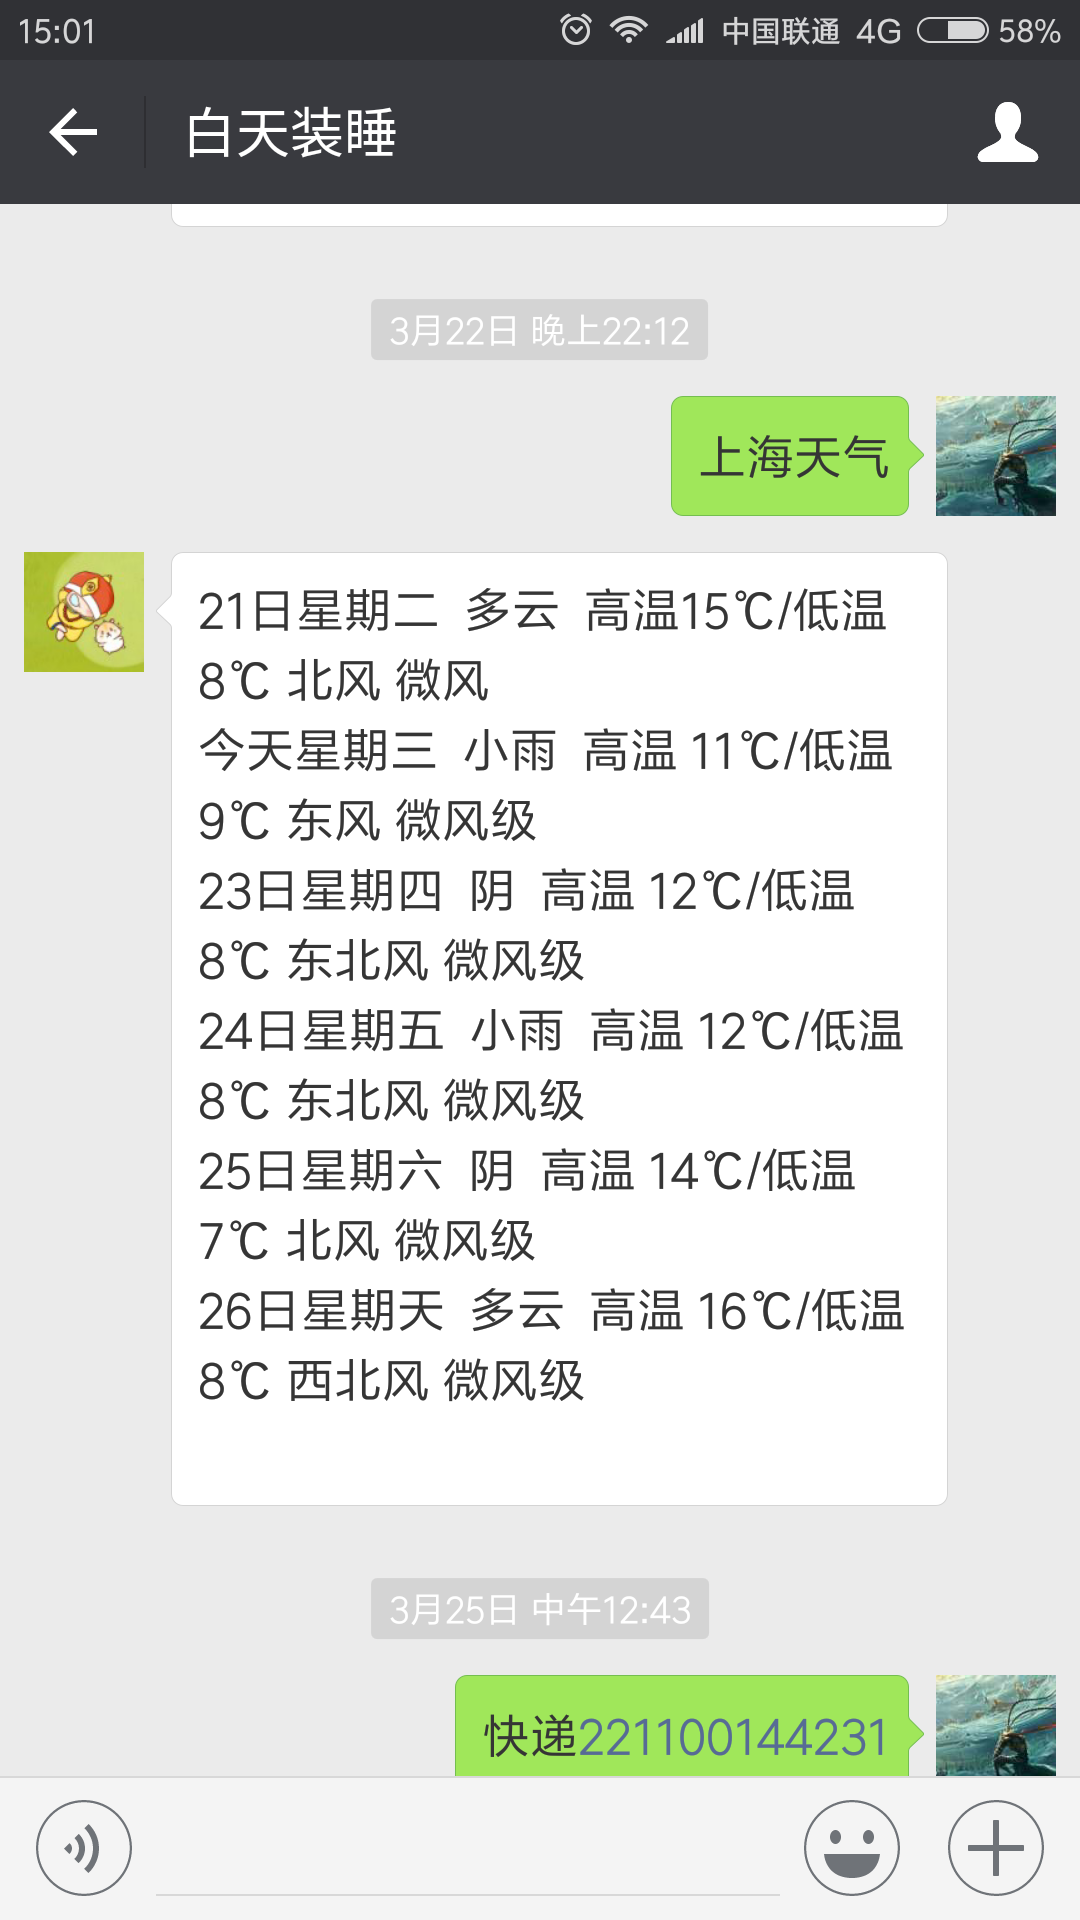 15:01 中国联通 4G 58%
白天装睡
3月22日 晚上22:12
上海天气
21日星期二 多云 高温15℃/低温
8℃ 北风 微风
今天星期三 小雨 高温 11℃/低温
9℃ 东风 微风级
23日星期四 阴 高温 12℃/低温
8℃ 东北风 微风级
24日星期五 小雨 高温 12℃/低温
8℃ 东北风 微风级
25日星期六 阴 高温 14℃/低温
7℃ 北风 微风级
26日星期天 多云 高温 16℃/低温
8℃ 西北风 微风级
3月25日 中午12:43
快递221100144231